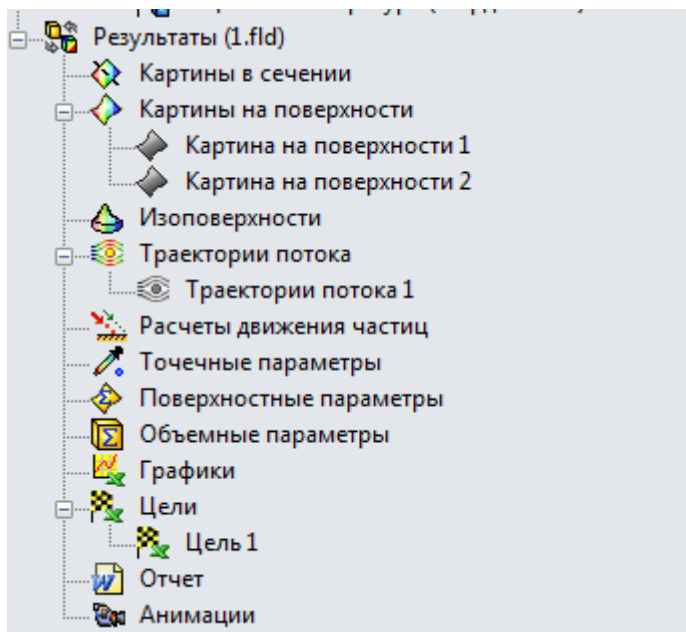 Результаты (1.fld)
Картины в сечении
Картины на поверхности
Картина на поверхности 1
Картина на поверхности 2
Изоповерхности
Траектории потока
Траектории потока 1
Расчеты движения частиц
Точечные параметры
Поверхностные параметры
Объемные параметры
Графики
Цели
Цель 1
Отчет
Анимации